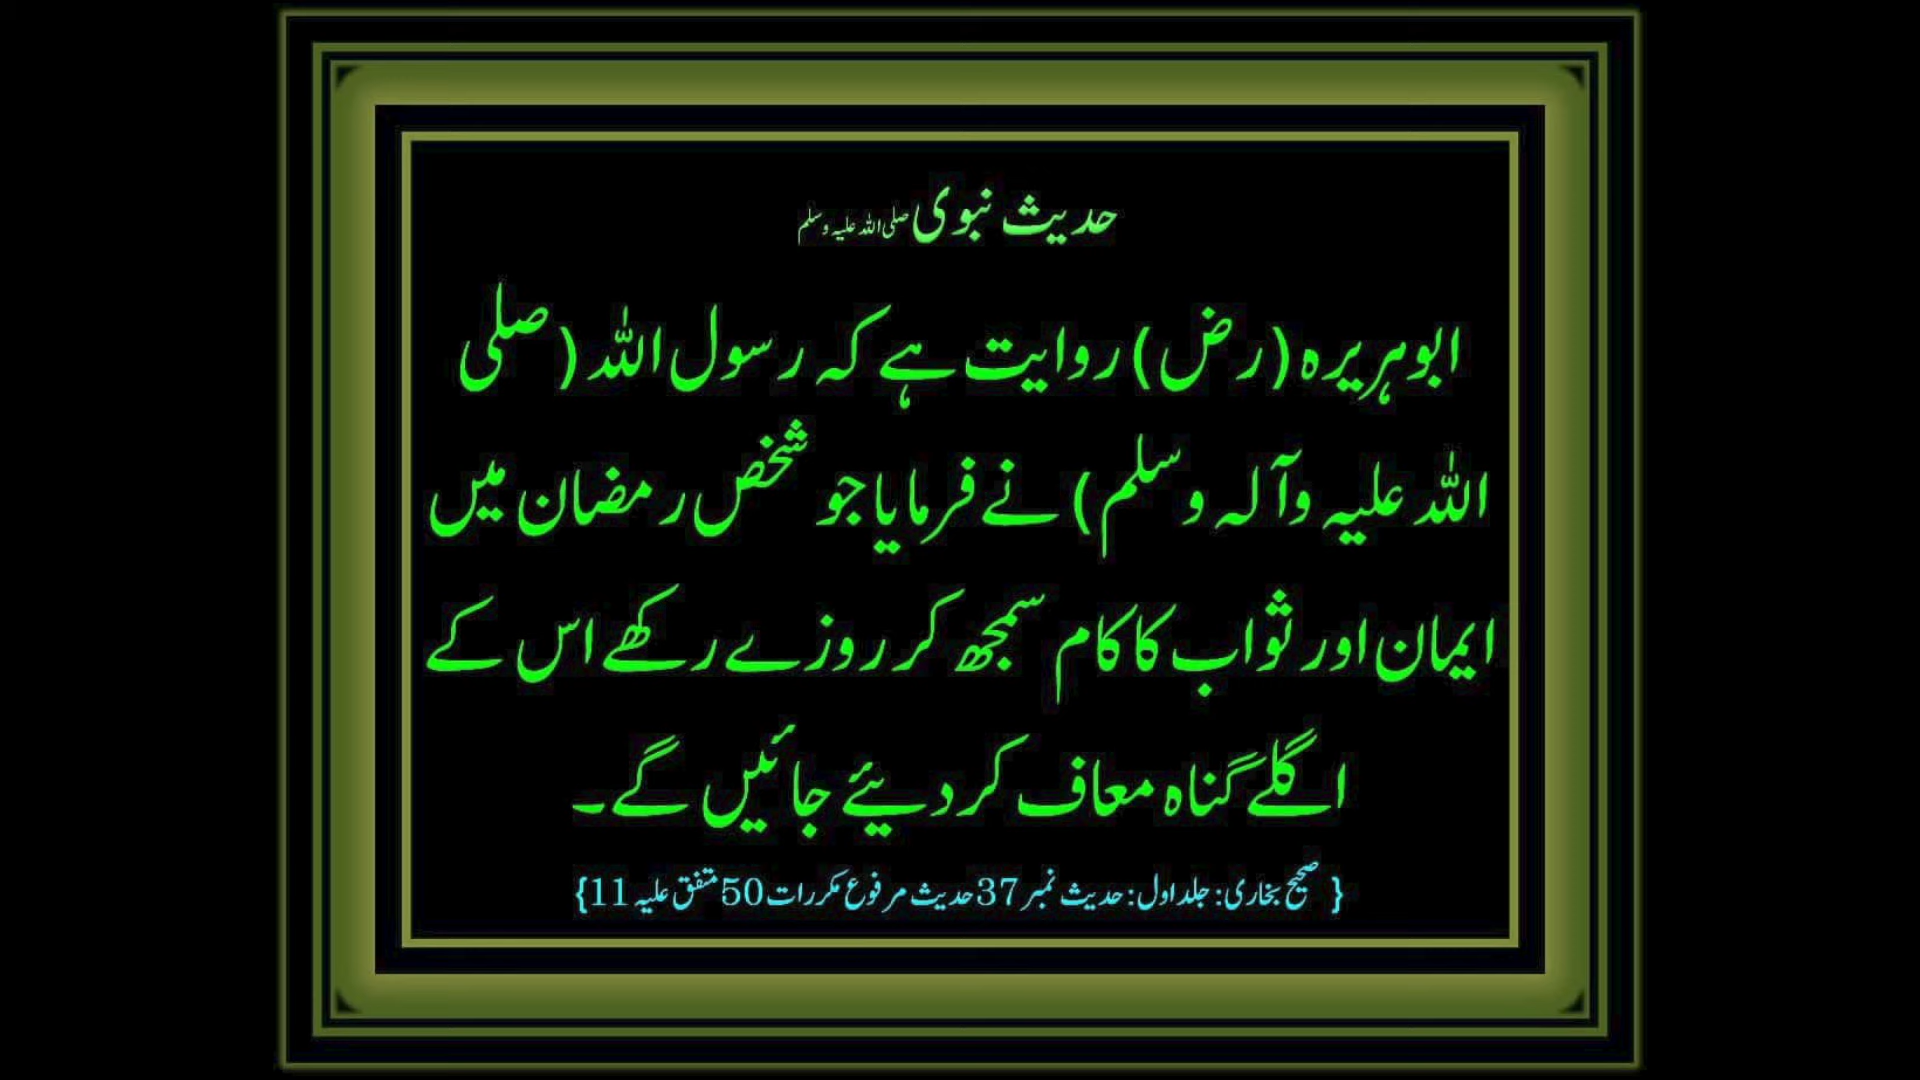 حدیث نبوی صلی اللہ علیہ وسلم
ابوہریرہ (رض) روایت ہے کہ رسول اللہ (صلی
اللہ علیہ وآلہ وسلم) نے فرمایا جو شخص رمضان میں
ایمان اور ثواب کا کام سمجھ کر روزے رکھے اس کے
اگلے گناہ معاف کر دیئے جائیں گے۔
{ صحیح بخاری: جلد اول: حدیث نمبر 37 حدیث مرفوع مکررات 50 متفق علیہ 11}